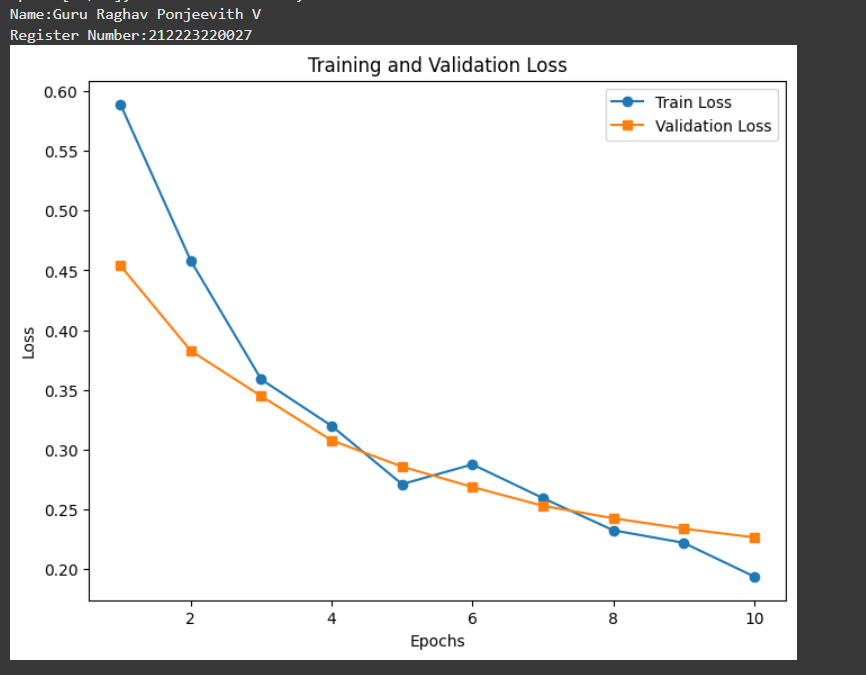 Name:Guru Raghav Ponjeevith V
Register Number:212223220027
Training and Validation Loss
Train Loss
Validation Loss
0.60
0.55
0.50
0.45
0.40
0.35
0.30
0.25
0.20
Loss
2 4 6 8 10
Epochs